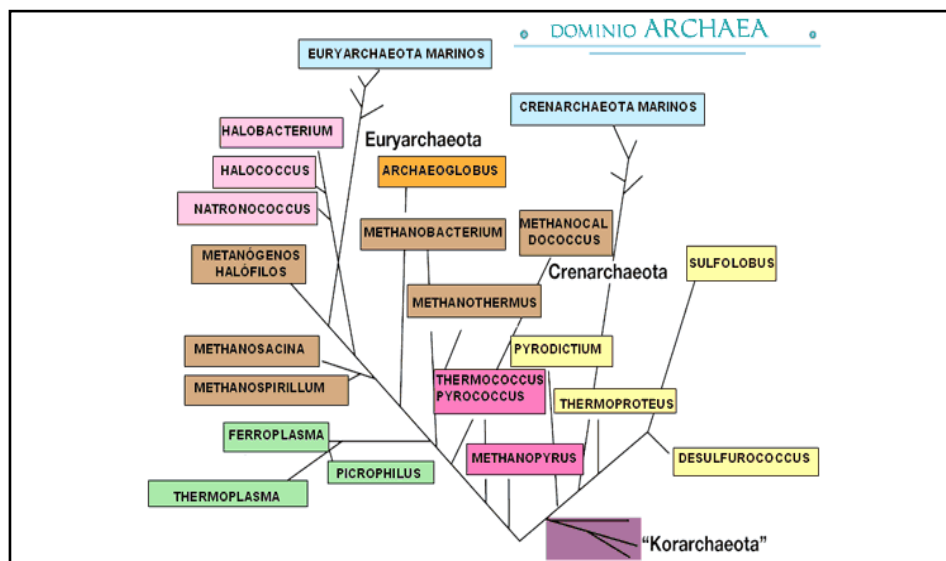 DOMINIO ARCHAEA
EURYARCHAEOTA MARINOS
CRENARCHAEOTA MARINOS
HALOBACTERIUM
Euryarchaeota
HALOCOCCUS
ARCHAEOGLOBUS
NATRONOCOCCUS
METHANOBACTERIUM
METHANOCAL
DOCOCCUS
METANÓGENOS
HALÓFILOS
SULFOLOBUS
Crenarchaeota
METHANOTHERMUS
METHANOSACINA
PYRODICTIUM
METHANOSPIRILLUM
THERMOCOCCUS
PYROCOCCUS
THERMOPROTEUS
FERROPLASMA
METHANOPYRUS
DESULFUROCOCCUS
PICROPHILUS
THERMOPLASMA
“Korarchaeota”